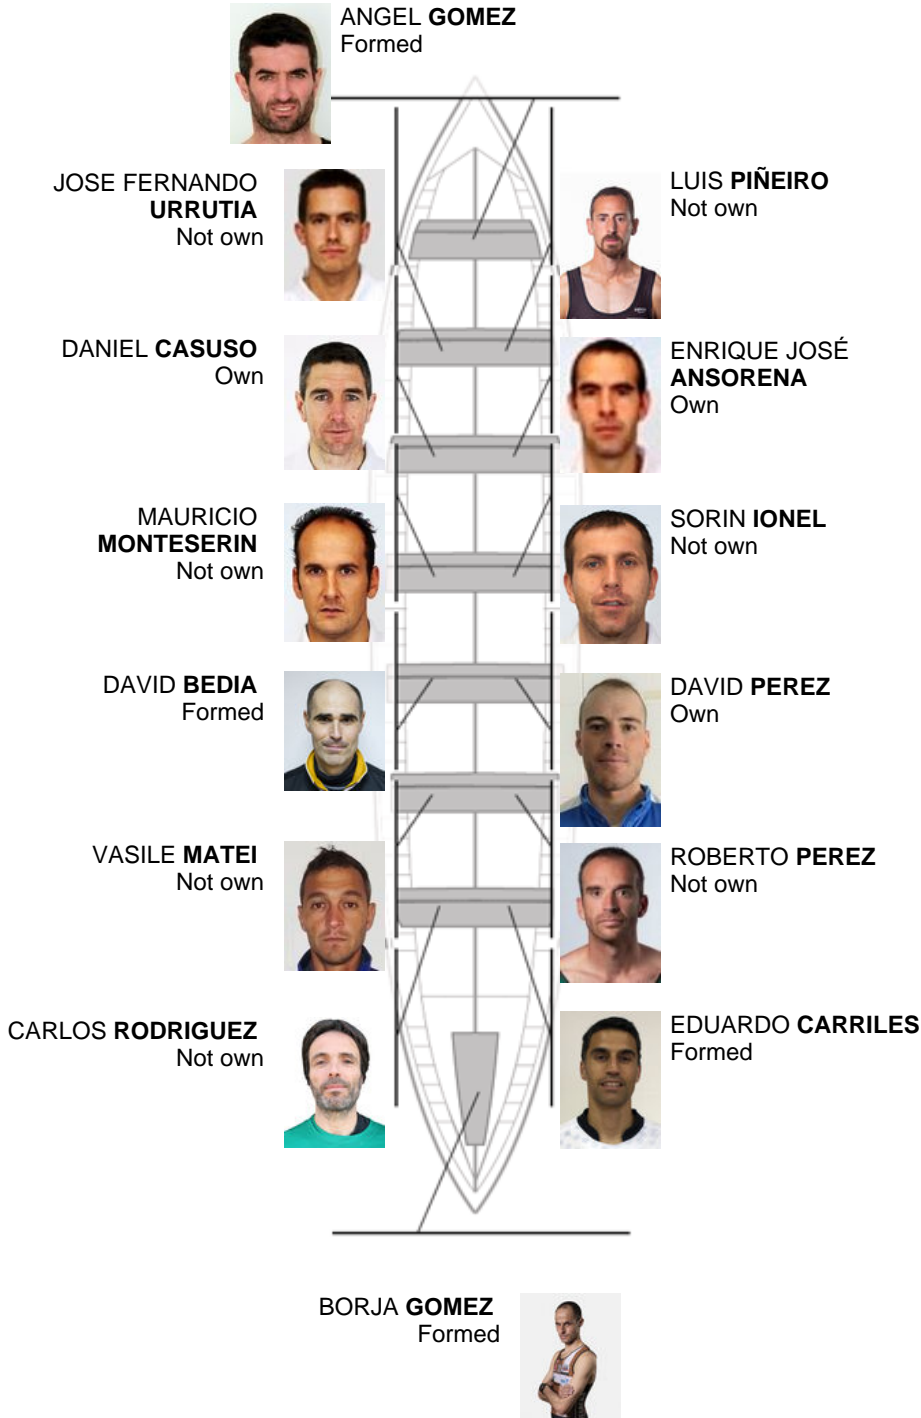 ANGEL GOMEZ
Formed
JOSE FERNANDO
URRUTIA
Not own
LUIS PIÑEIRO
Not own
DANIEL CASUSO
Own
ENRIQUE JOSÉ
ANSORENA
Own
MAURICIO
MONTESERIN
Not own
SORIN IONEL
Not own
DAVID BEDIA
Formed
DAVID PEREZ
Own
VASILE MATEI
Not own
ROBERTO PEREZ
Not own
CARLOS RODRIGUEZ
Not own
EDUARDO CARRILES
Formed
BORJA GOMEZ
Formed